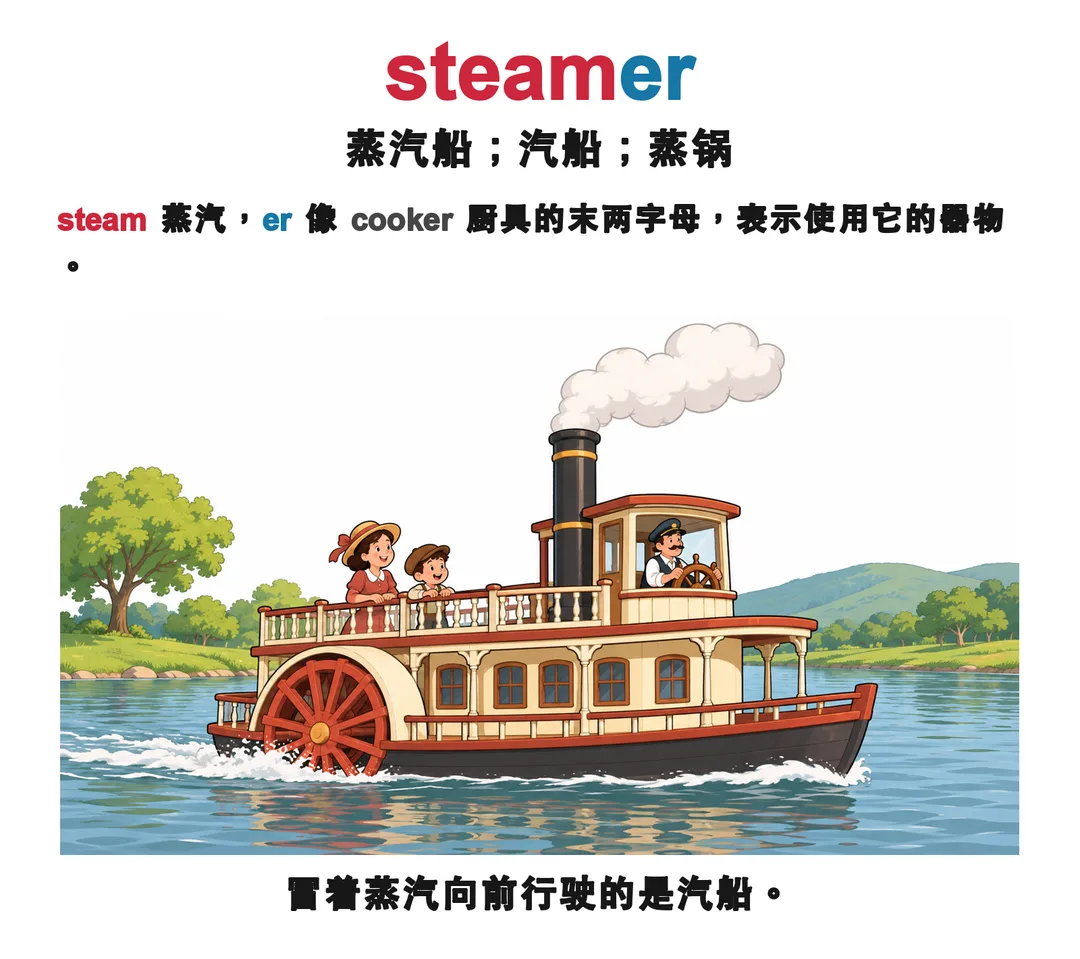 steamer
蒸汽船；汽船；蒸锅
steam 蒸汽，er 像 cooker 厨具的末两字母，表示使用它的器物
。
冒着蒸汽向前行驶的是汽船。